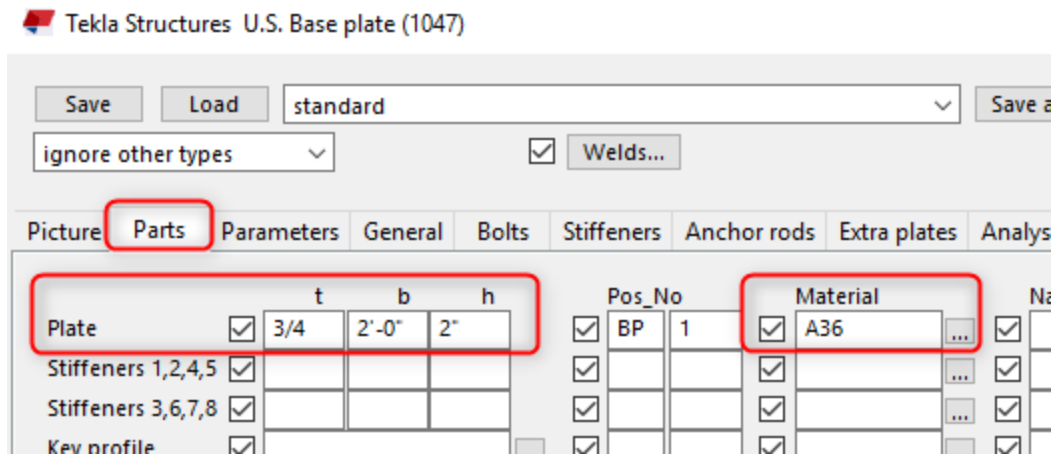 Tekla Structures U.S. Base plate (1047)
Save Load standard Save a
ignore other types Welds...
Picture Parts Parameters General Bolts Stiffeners Anchor rods Extra plates Analys
t b h Pos_No Material Na
Plate 3/4 2'-0" 2" BP 1 A36 ...
Stiffeners 1,2,4,5 ...
Stiffeners 3,6,7,8 ...
Key profile